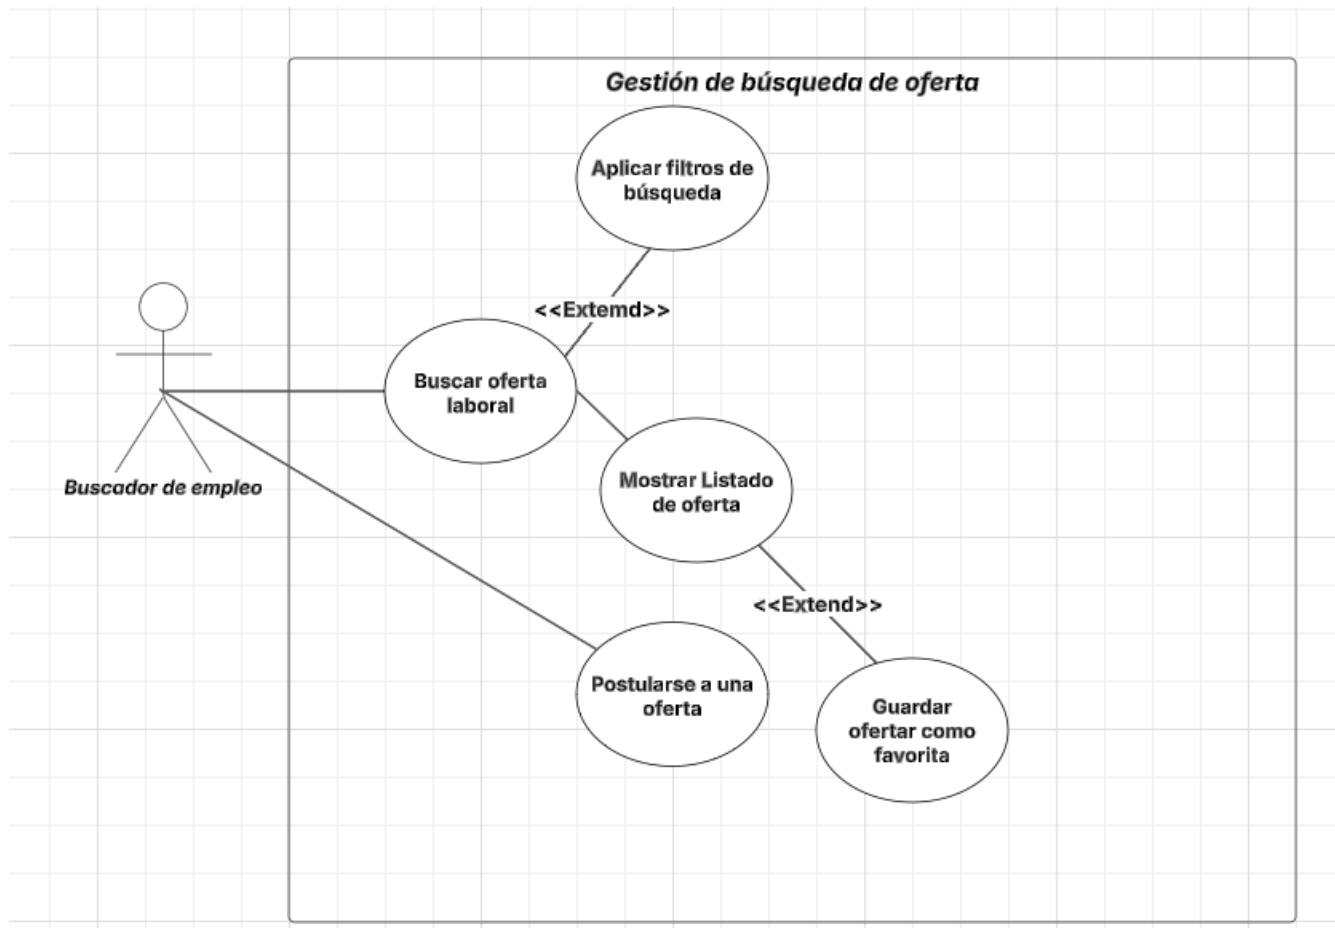 Gestión de búsqueda de oferta
Aplicar filtros de
búsqueda
<<Extemd>>
Buscar oferta
laboral
Buscador de empleo
Mostrar Listado
de oferta
<<Extend>>
Postularse a una
oferta
Guardar
ofertar como
favorita